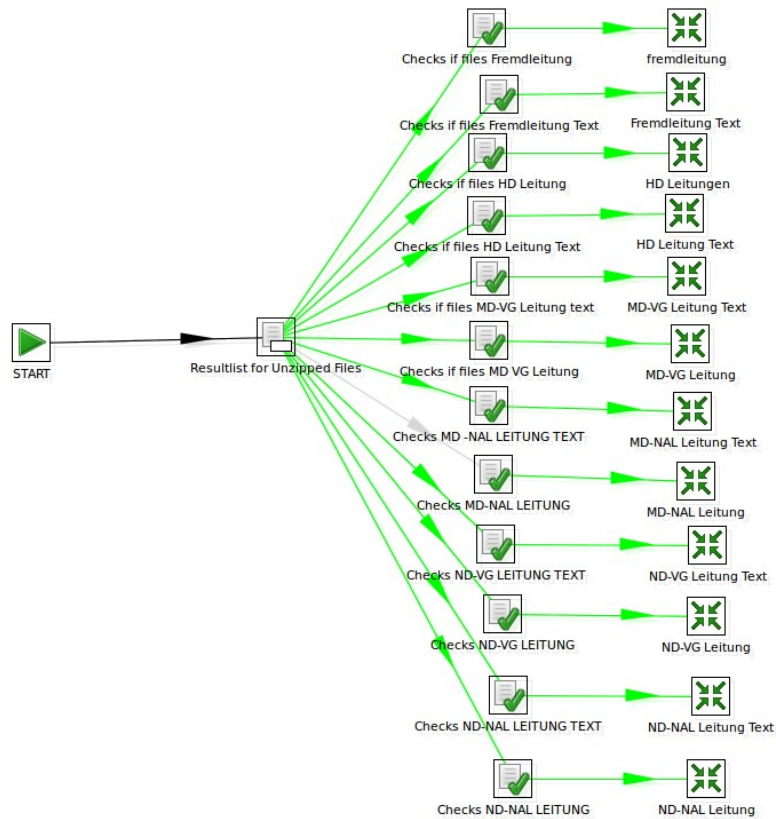 Checks if files Fremdleitung
fremdleitung
Checks if files Fremdleitung Text
Fremdleitung Text
Checks if files HD Leitung
HD Leitungen
Checks if files HD Leitung Text
HD Leitung Text
Checks if files MD-VG Leitung text
MD-VG Leitung Text
START
Resultlist for Unzipped Files
Checks if files MD VG Leitung
MD-VG Leitung
Checks MD -NAL LEITUNG TEXT
MD-NAL Leitung Text
Checks MD-NAL LEITUNG
MD-NAL Leitung
Checks ND-VG LEITUNG TEXT
ND-VG Leitung Text
Checks ND-VG LEITUNG
ND-VG Leitung
Checks ND-NAL LEITUNG TEXT
ND-NAL Leitung Text
Checks ND-NAL LEITUNG
ND-NAL Leitung